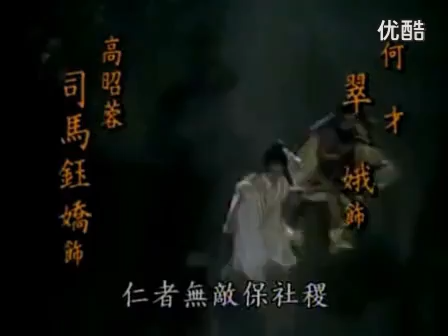 优酷
何才
翠娥飾
高昭蓉
司馬鈺嬌飾
仁者無敵保社稷